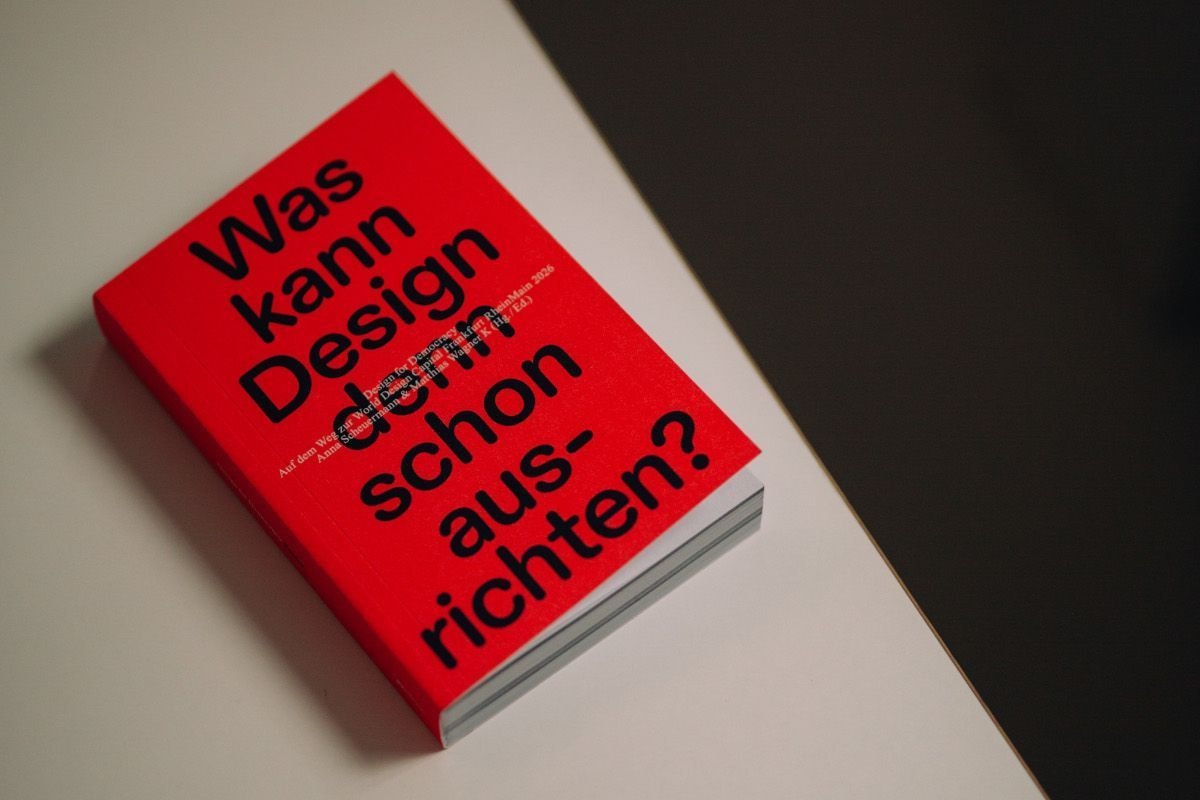 Was
kann
Design
denn
schon
aus-
richten?
Design for Democracy
Auf dem Weg zur World Design Capital Frankfurt RheinMain 2026
Anna Scheuermann & Matthias Wagner K (Hg./Ed.)